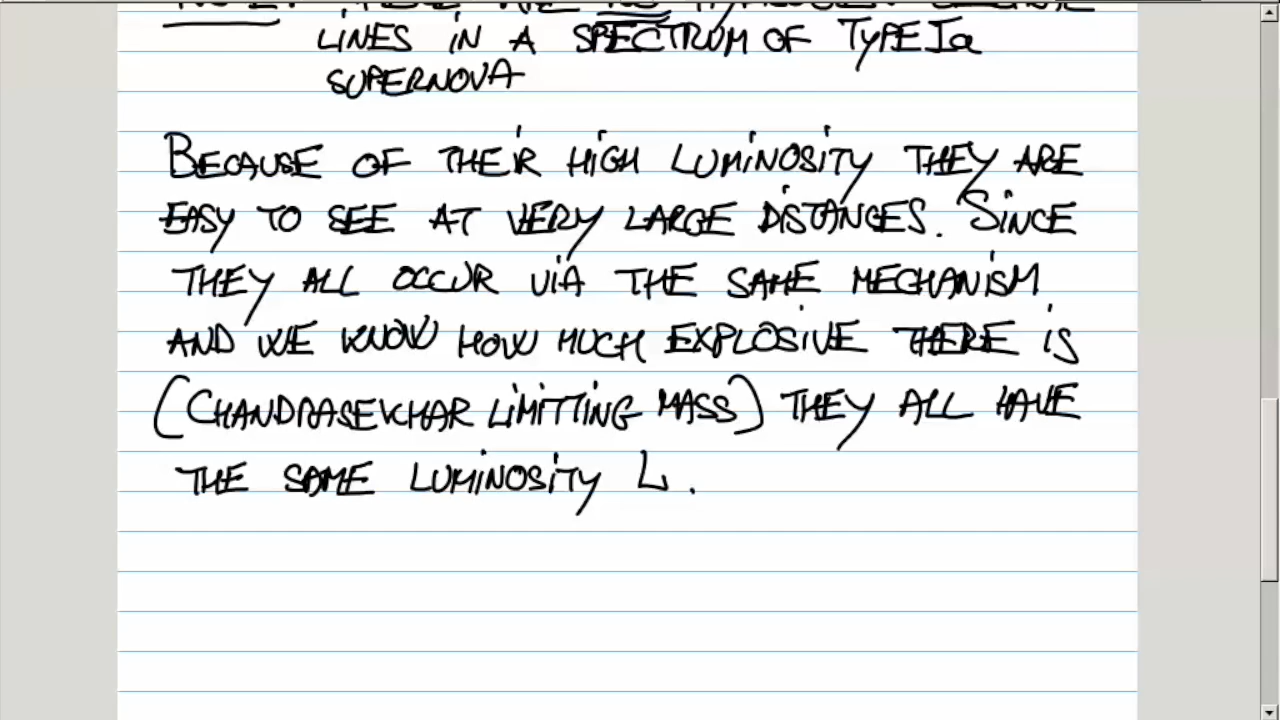 LINES IN A SPECTRUM OF TYPE Ia
SUPERNOVA
BECAUSE OF THEIR HIGH LUMINOSITY THEY ARE
EASY TO SEE AT VERY LARGE DISTANCES. SINCE
THEY ALL OCCUR VIA THE SAME MECHANISM
AND WE KNOW HOW MUCH EXPLOSIVE THERE IS
(CHANDRASEKHAR LIMITTING MASS) THEY ALL HAVE
THE SAME LUMINOSITY L.